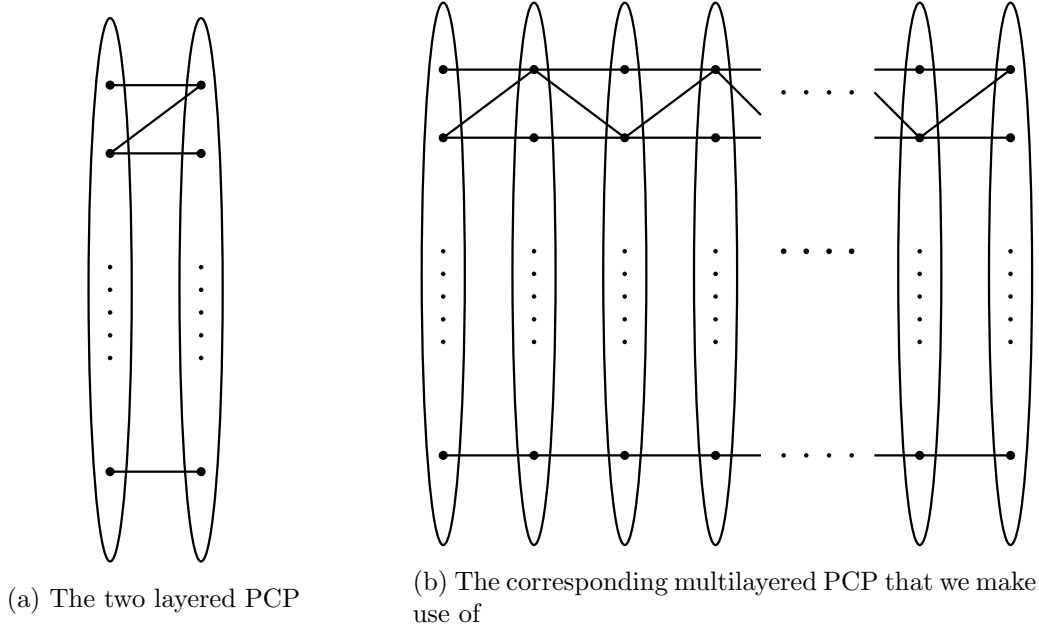 (a) The two layered PCP
(b) The corresponding multilayered PCP that we make
use of